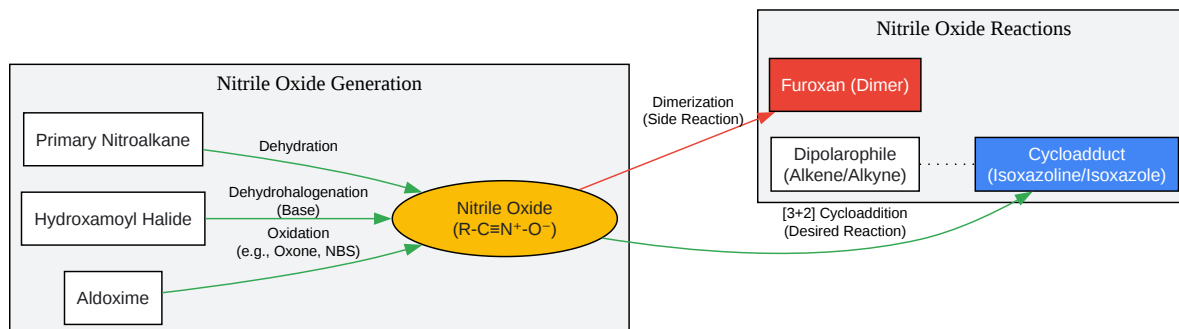 Nitrile Oxide Generation
Primary Nitroalkane
Dehydration
Hydroxamoyl Halide
Dehydrohalogenation
(Base)
Oxidation
(e.g., Oxone, NBS)
Aldoxime
Nitrile Oxide
(R-C≡N⁺-O⁻)
Dimerization
(Side Reaction)
[3+2] Cycloaddition
(Desired Reaction)
Nitrile Oxide Reactions
Furoxan (Dimer)
Dipolarophile
(Alkene/Alkyne)
Cycloadduct
(Isoxazoline/Isoxazole)